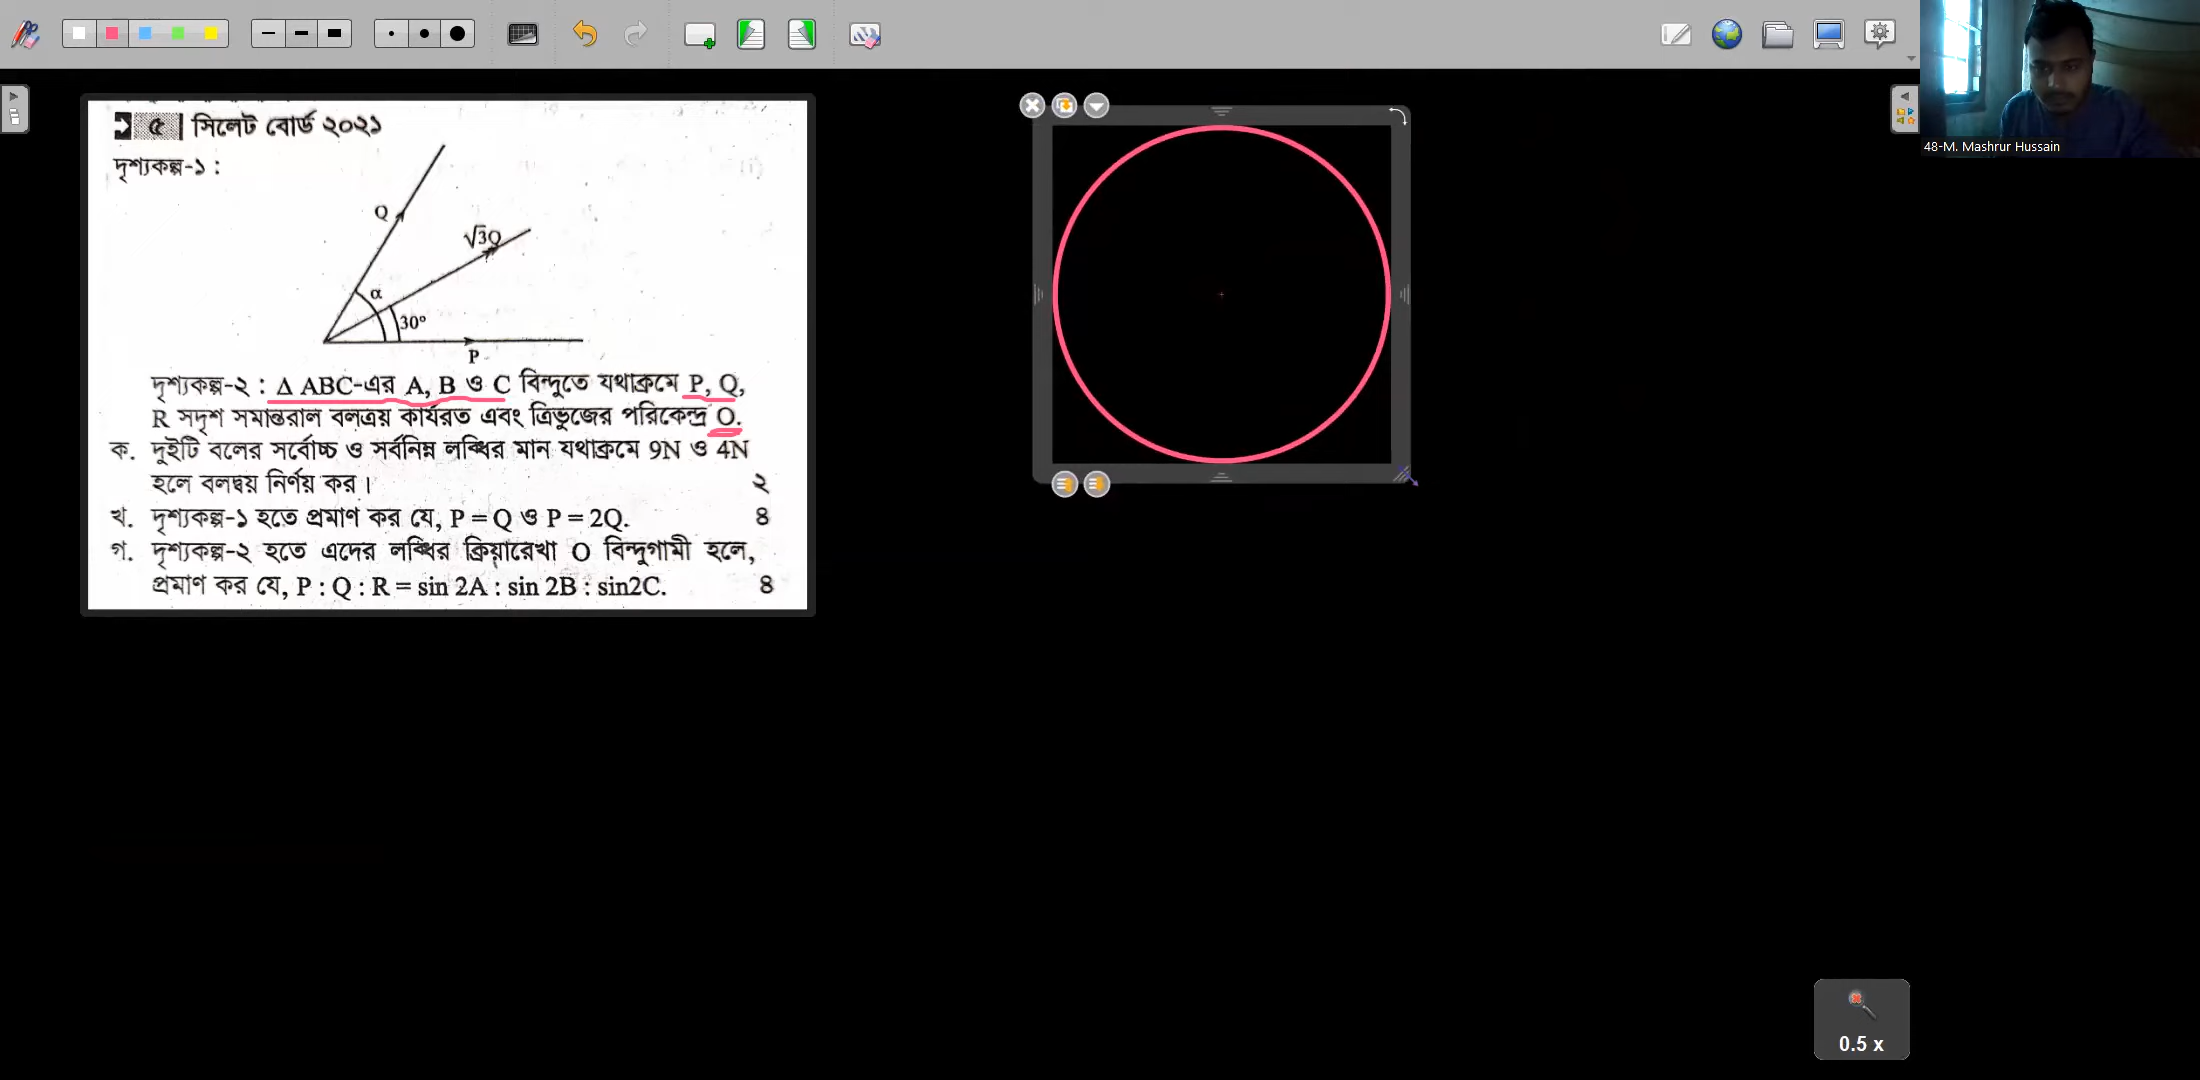 ৫ | সিলেট বোর্ড ২০২১
দৃশ্যকল্প-১ :
Q
√3Q
α
30°
P
দৃশ্যকল্প-২ : Δ ABC-এর A, B ও C বিন্দুতে যথাক্রমে P, Q,
R সদৃশ সমান্তরাল বলত্রয় কার্যরত এবং ত্রিভুজের পরিকেন্দ্র O.
ক. দুইটি বলের সর্বোচ্চ ও সর্বনিম্ন লব্ধির মান যথাক্রমে 9N ও 4N
হলে বলদ্বয় নির্ণয় কর। ২
খ. দৃশ্যকল্প-১ হতে প্রমাণ কর যে, P = Q ও P = 2Q. ৪
গ. দৃশ্যকল্প-২ হতে এদের লব্ধির ক্রিয়ারেখা O বিন্দুগামী হলে,
প্রমাণ কর যে, P : Q : R = sin 2A : sin 2B : sin2C. ৪
48-M. Mashrur Hussain
0.5 x